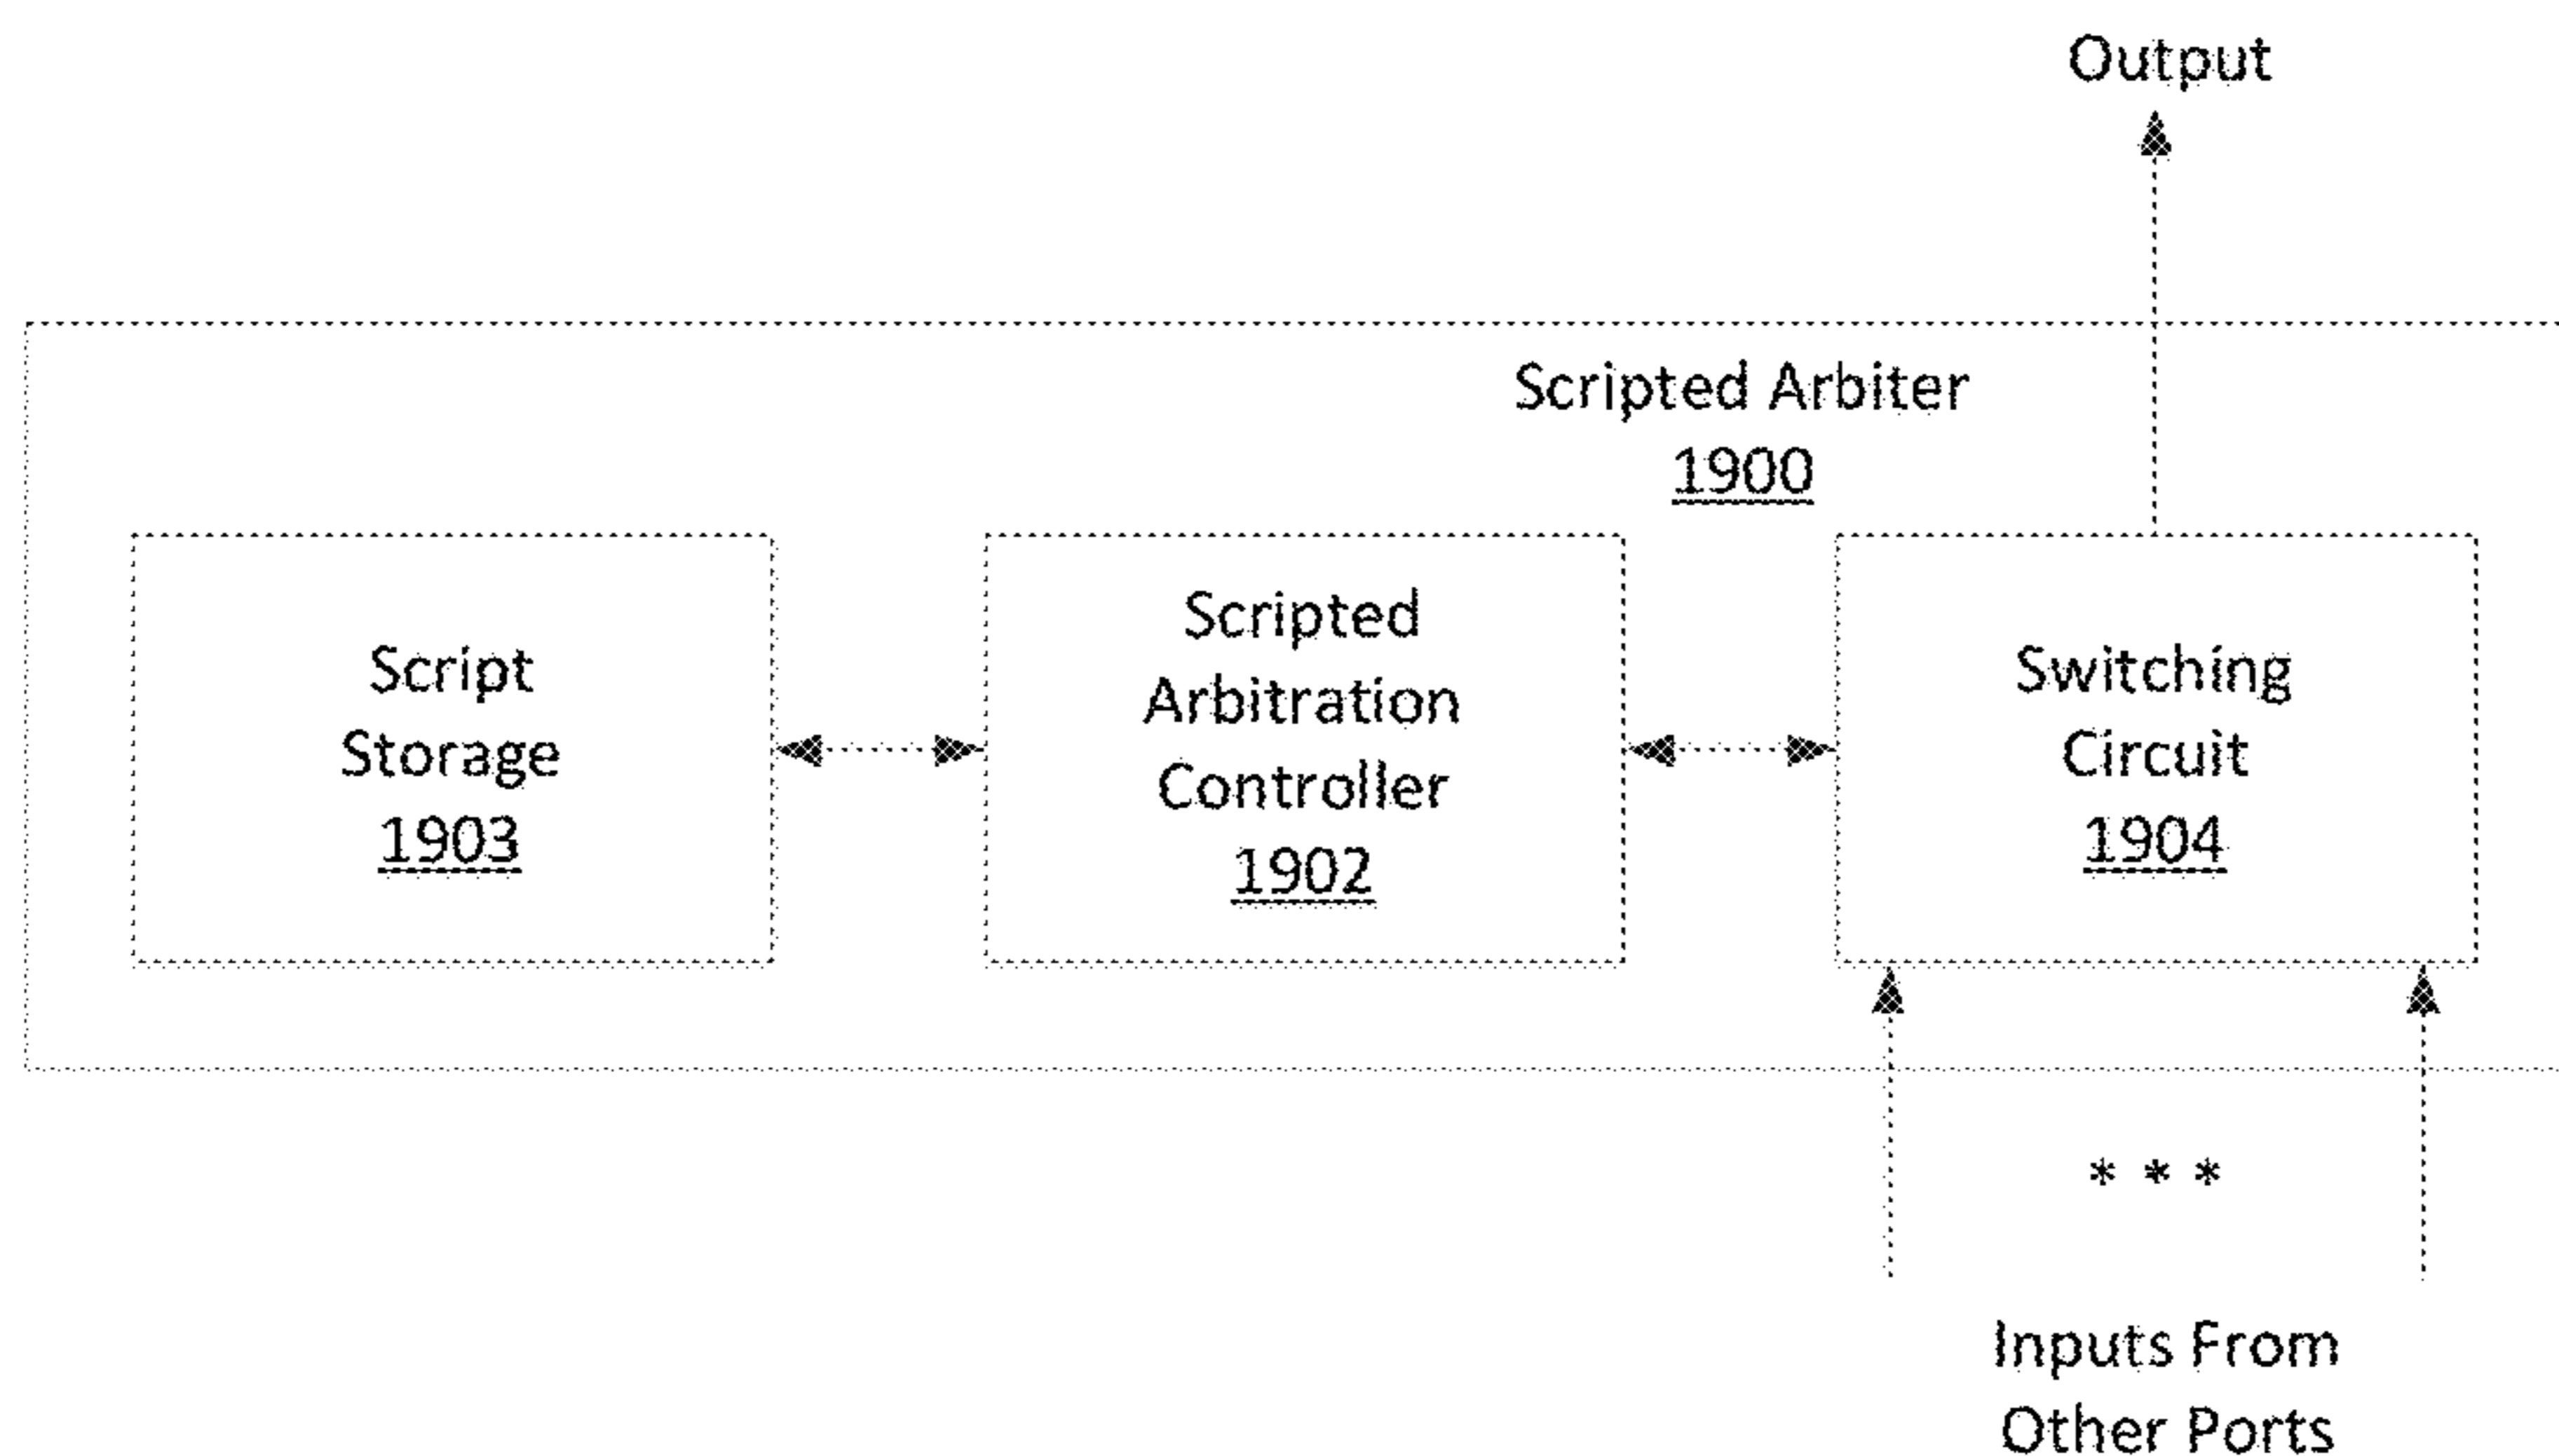 Output
Scripted Arbiter
1900
Script
Storage
1903
Scripted
Arbitration
Controller
1902
Switching
Circuit
1904
* * *
Inputs From
Other Ports